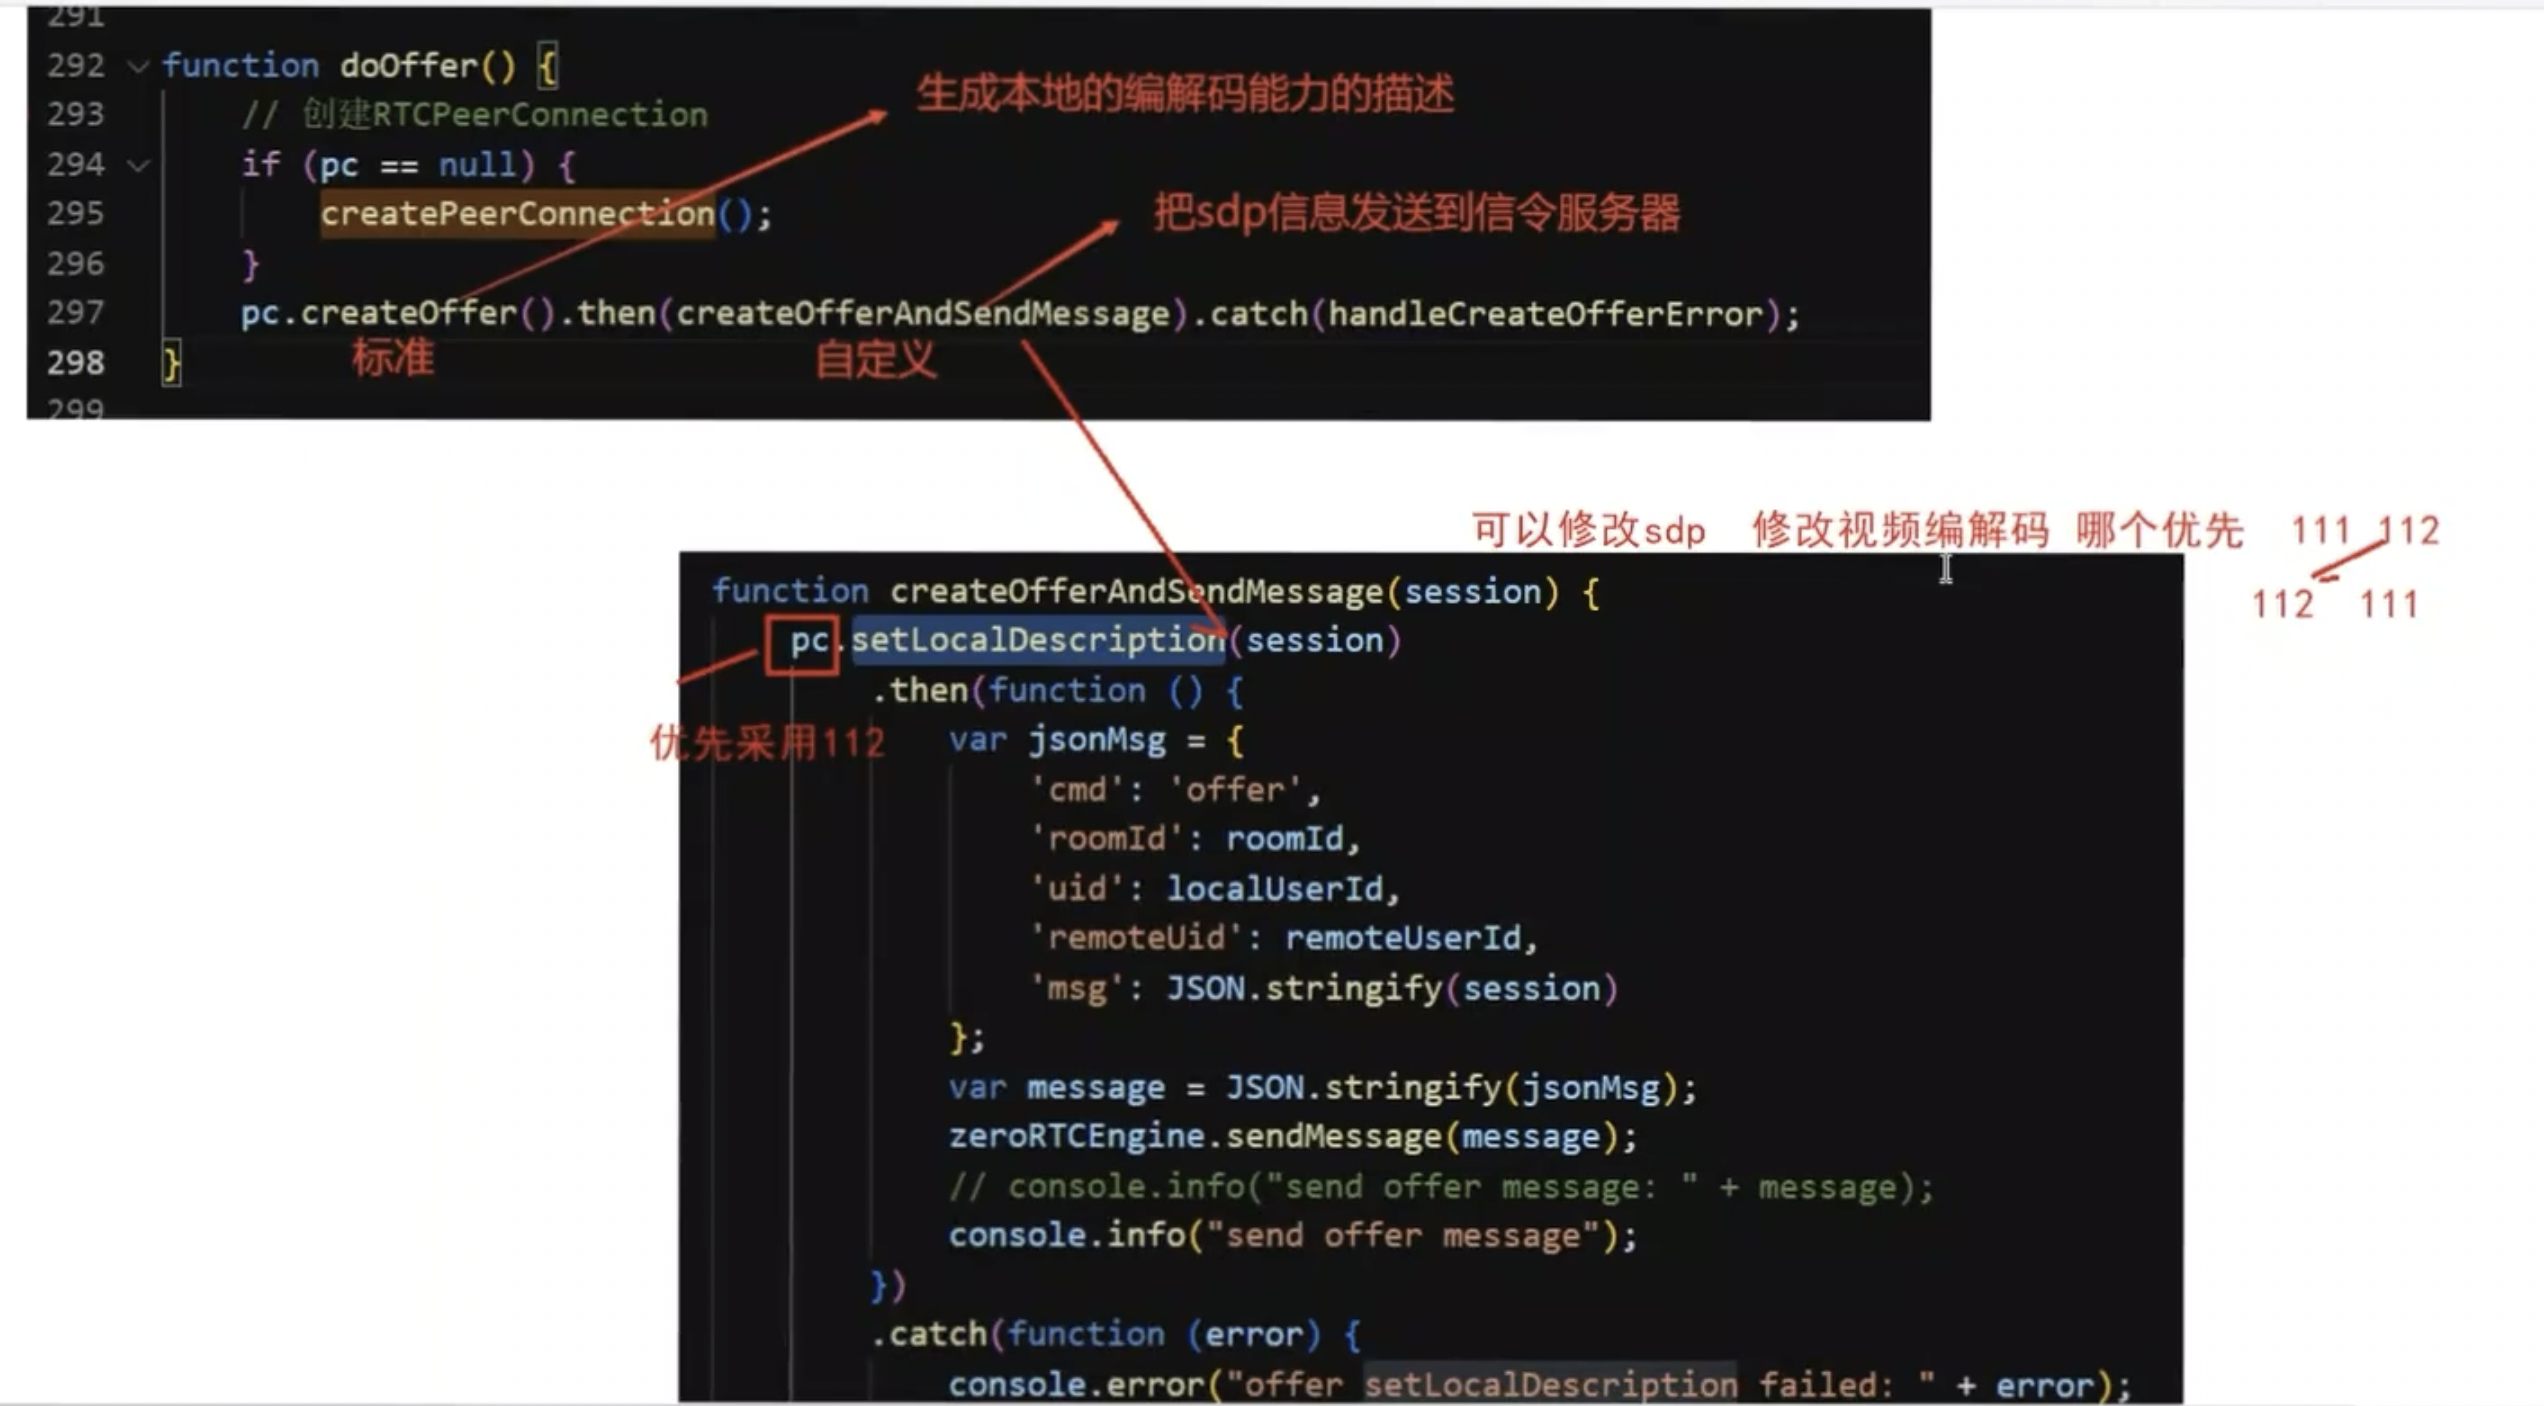 291
292 function doOffer() {
生成本地的编解码能力的描述
293 // 创建RTCPeerConnection
294 if (pc == null) {
295 createPeerConnection();
把sdp信息发送到信令服务器
296 }
297 pc.createOffer().then(createOfferAndSendMessage).catch(handleCreateOfferError);
标准 自定义
298 }
299
可以修改sdp 修改视频编解码 哪个优先 111 112
112 111
function createOfferAndSendMessage(session) {
pc.setLocalDescription(session)
.then(function () {
优先采用112
var jsonMsg = {
'cmd': 'offer',
'roomId': roomId,
'uid': localUserId,
'remoteUid': remoteUserId,
'msg': JSON.stringify(session)
};
var message = JSON.stringify(jsonMsg);
zeroRTCEngine.sendMessage(message);
// console.info("send offer message: " + message);
console.info("send offer message");
})
.catch(function (error) {
console.error("offer setLocalDescription failed: " + error);